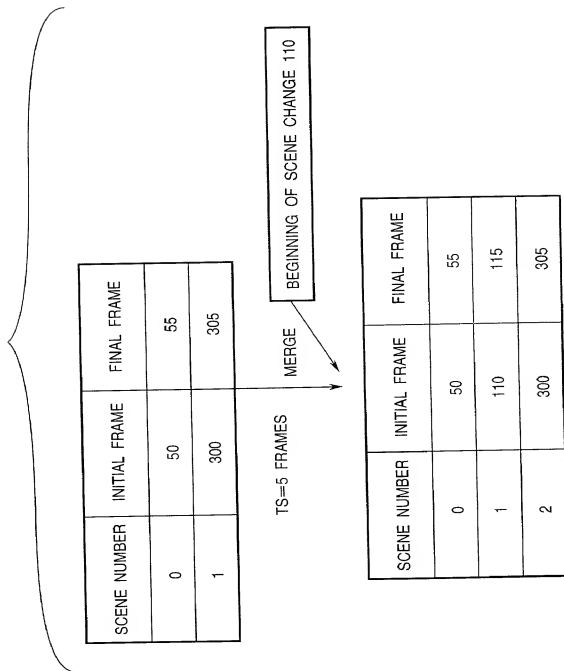 SCENE NUMBER INITIAL FRAME FINAL FRAME
0 50 55
1 300 305
TS=5 FRAMES MERGE
BEGINNING OF SCENE CHANGE 110
SCENE NUMBER INITIAL FRAME FINAL FRAME
0 50 55
1 110 115
2 300 305